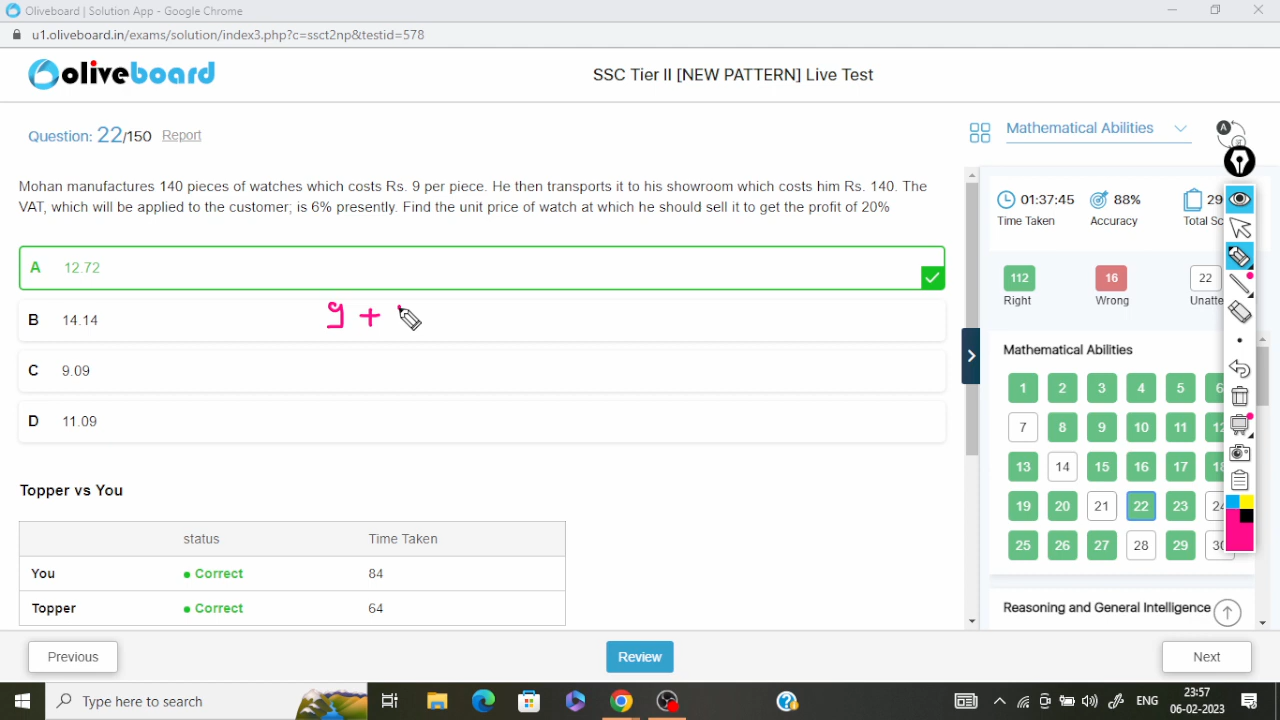 Oliveboard | Solution App - Google Chrome
u1.oliveboard.in/exams/solution/index3.php?c=ssct2np&testid=578
oliveboard
SSC Tier II [NEW PATTERN] Live Test
Question: 22/150 Report
Mathematical Abilities
A
Mohan manufactures 140 pieces of watches which costs Rs. 9 per piece. He then transports it to his showroom which costs him Rs. 140. The
VAT, which will be applied to the customer; is 6% presently. Find the unit price of watch at which he should sell it to get the profit of 20%
A 12.72
B 14.14
9 +
C 9.09
D 11.09
Topper vs You
status Time Taken
You Correct 84
Topper Correct 64
01:37:45 88% 29
Time Taken Accuracy Total Sc
112 16 22
Right Wrong Unatte
Mathematical Abilities
1 2 3 4 5 6
7 8 9 10 11 12
13 14 15 16 17 18
19 20 21 22 23 24
25 26 27 28 29 30
Reasoning and General Intelligence
Previous Review Next
Type here to search
ENG
23:57
06-02-2023